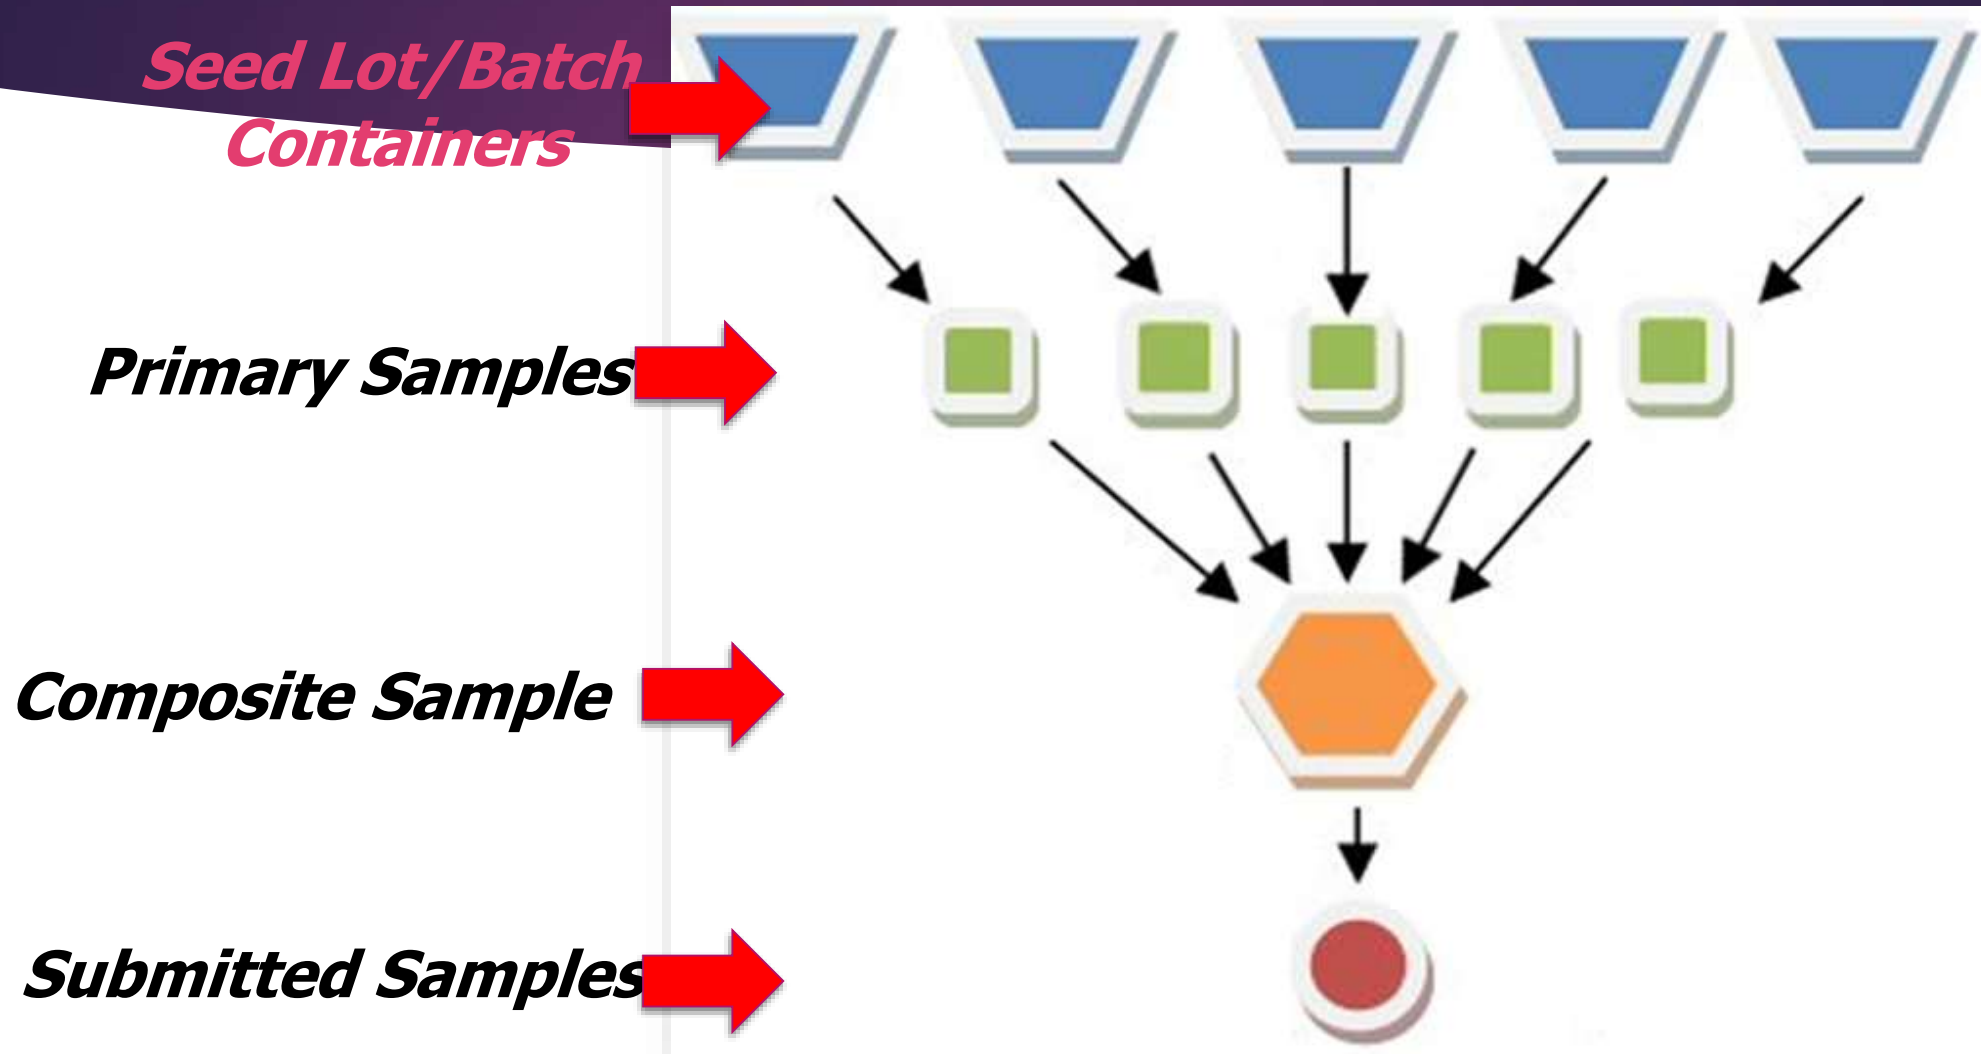 Seed Lot/Batch
Containers
Primary Samples
Composite Sample
Submitted Samples